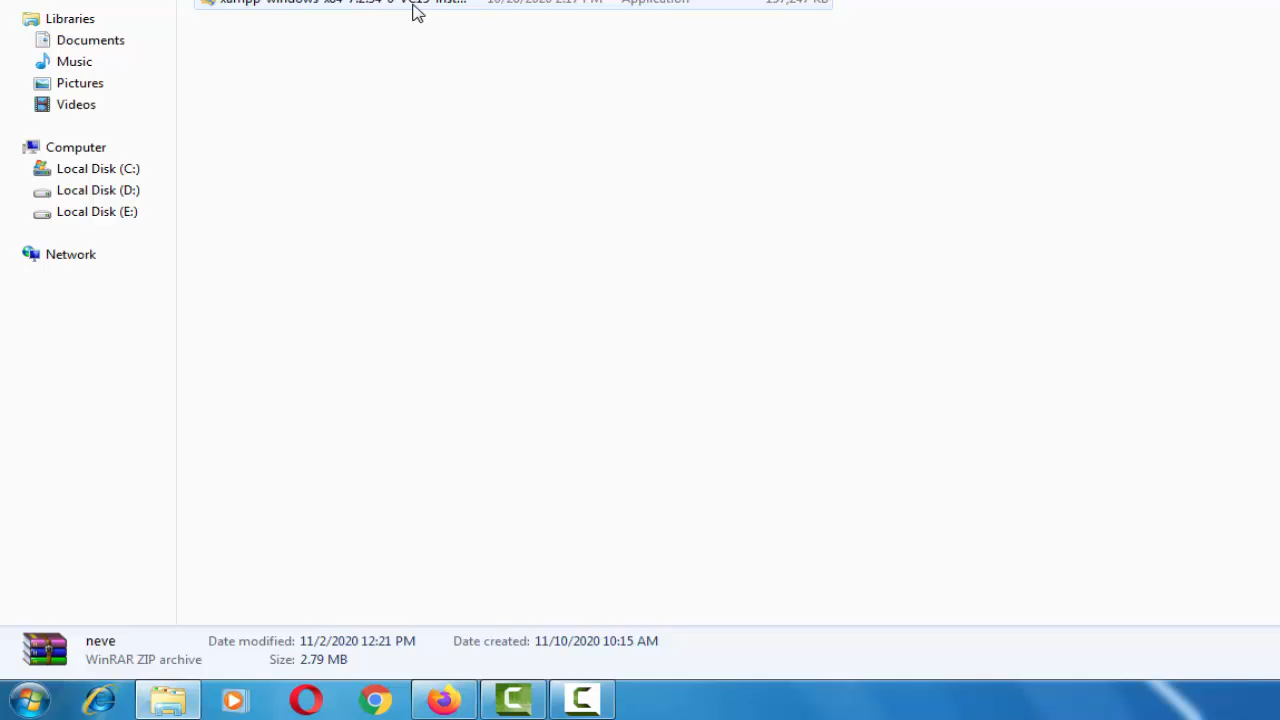 Libraries
Documents
Music
Pictures
Videos
Computer
Local Disk (C:)
Local Disk (D:)
Local Disk (E:)
Network
neve
Date modified: 11/2/2020 12:21 PM
Date created: 11/10/2020 10:15 AM
WinRAR ZIP archive
Size: 2.79 MB